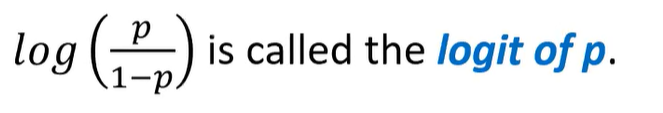 log (p/1−p) is called the logit of p.